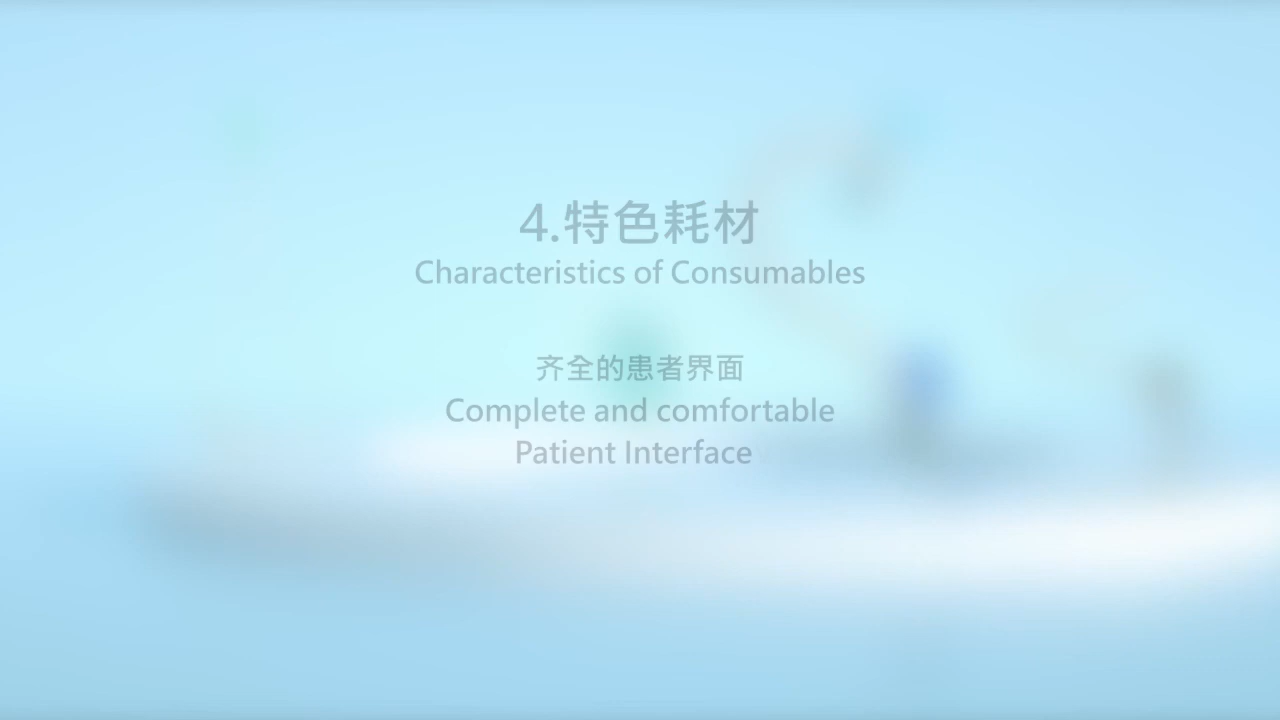 4.特色耗材
Characteristics of Consumables
齐全的患者界面
Complete and comfortable
Patient Interface